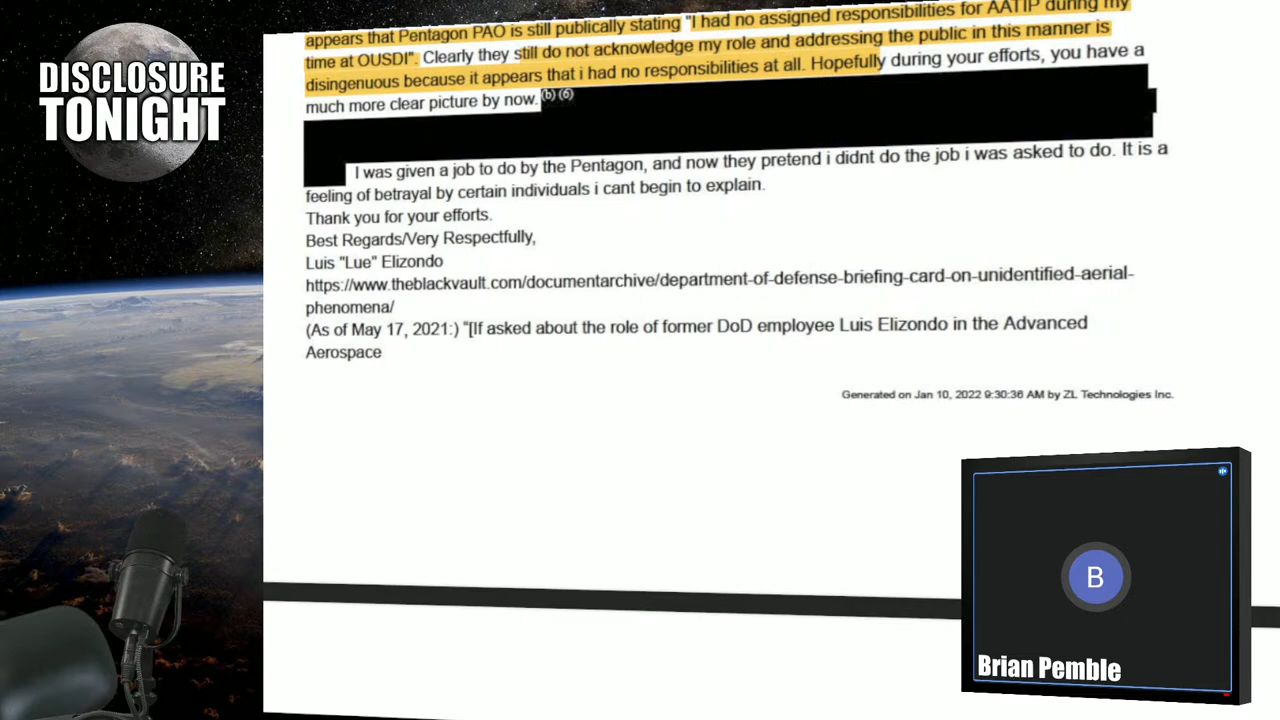 DISCLOSURE
TONIGHT
appears that Pentagon PAO is still publically stating "I had no assigned responsibilities for AATIP during my
time at OUSDI". Clearly they still do not acknowledge my role and addressing the public in this manner is
disingenuous because it appears that i had no responsibilities at all. Hopefully during your efforts, you have a
much more clear picture by now. (b) (6)
I was given a job to do by the Pentagon, and now they pretend i didnt do the job i was asked to do. It is a
feeling of betrayal by certain individuals i cant begin to explain.
Thank you for your efforts.
Best Regards/Very Respectfully,
Luis "Lue" Elizondo
https://www.theblackvault.com/documentarchive/department-of-defense-briefing-card-on-unidentified-aerial-
phenomena/
(As of May 17, 2021:) "[If asked about the role of former DoD employee Luis Elizondo in the Advanced
Aerospace
Generated on Jan 10, 2022 9:30:36 AM by ZL Technologies Inc.
B
Brian Pemble